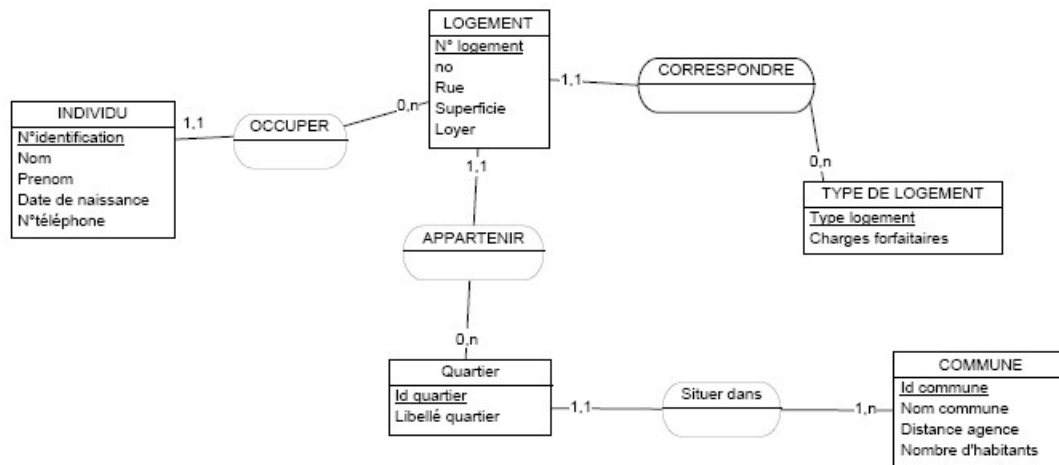 LOGEMENT
N° logement
no
Rue
Superficie
Loyer
1,1
CORRESPONDRE
0,n
INDIVIDU
N°identification
Nom
Prenom
Date de naissance
N°téléphone
1,1
OCCUPER
0,n
1,1
TYPE DE LOGEMENT
Type logement
Charges forfaitaires
APPARTENIR
0,n
Quartier
Id quartier
Libellé quartier
1,1
Situer dans
1,n
COMMUNE
Id commune
Nom commune
Distance agence
Nombre d'habitants